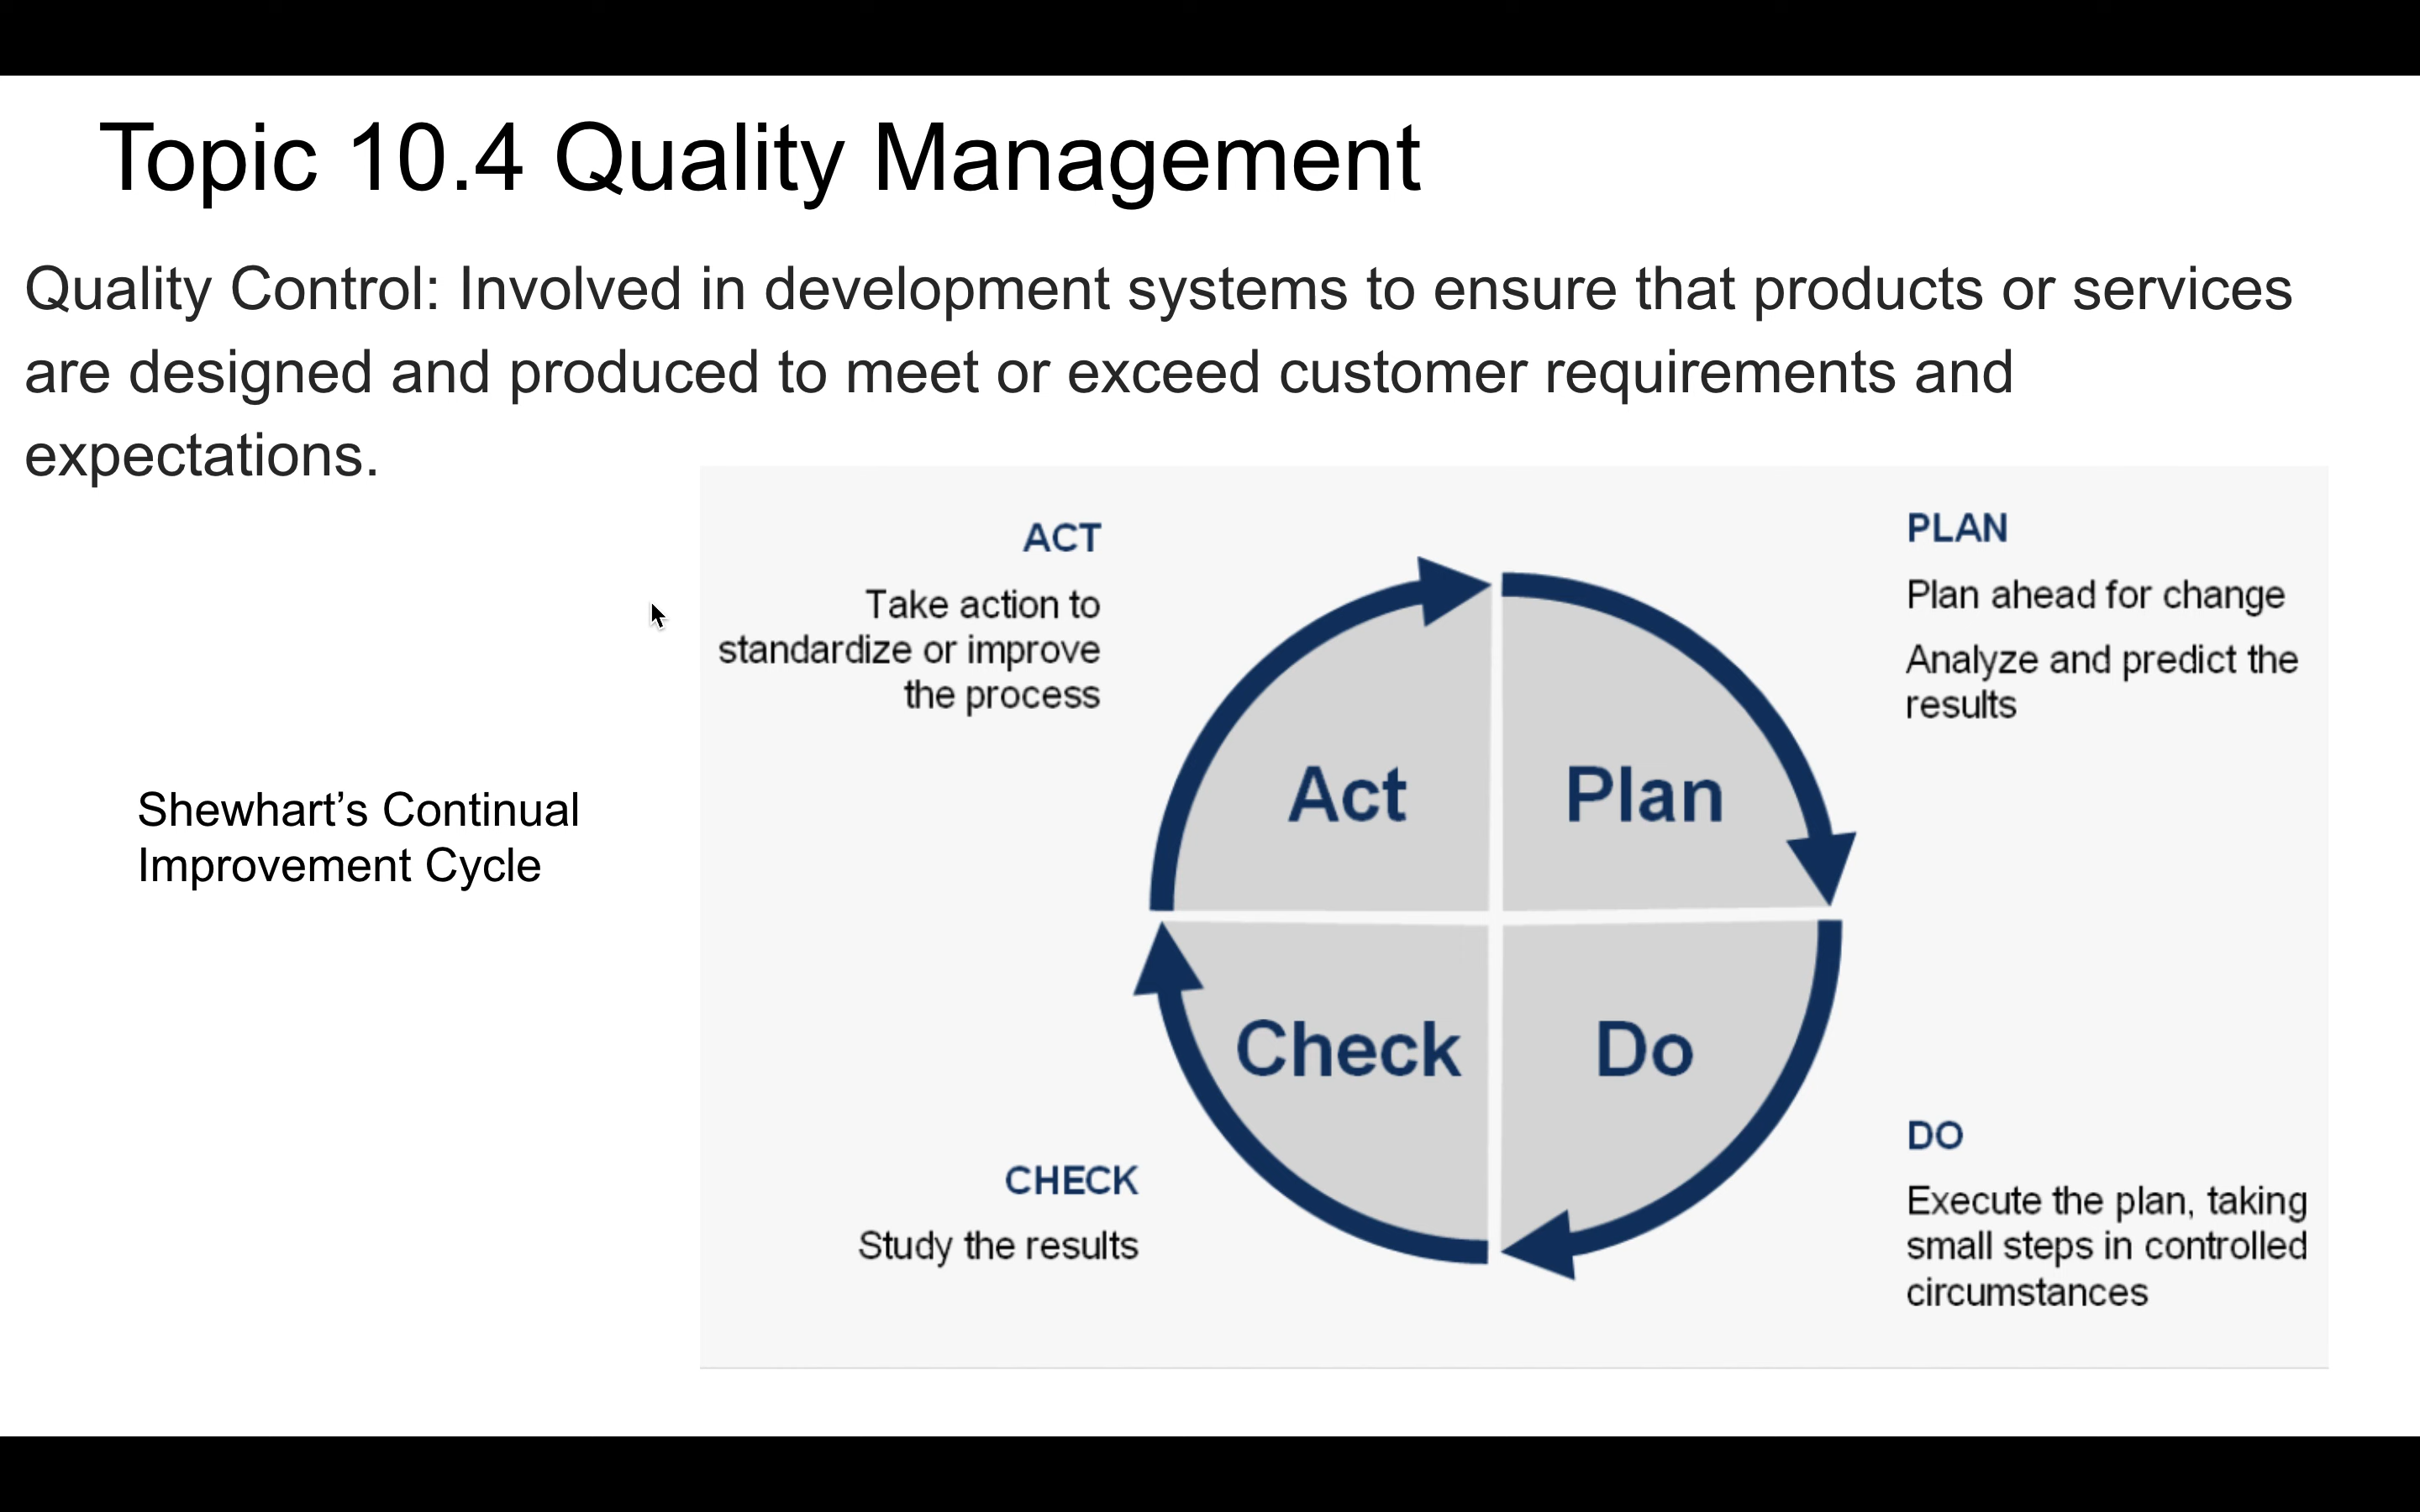 Topic 10.4 Quality Management
Quality Control: Involved in development systems to ensure that products or services
are designed and produced to meet or exceed customer requirements and
expectations.
Shewhart’s Continual
Improvement Cycle
ACT
Take action to
standardize or improve
the process
PLAN
Plan ahead for change
Analyze and predict the
results
Act
Plan
Check
Do
CHECK
Study the results
DO
Execute the plan, taking
small steps in controlled
circumstances